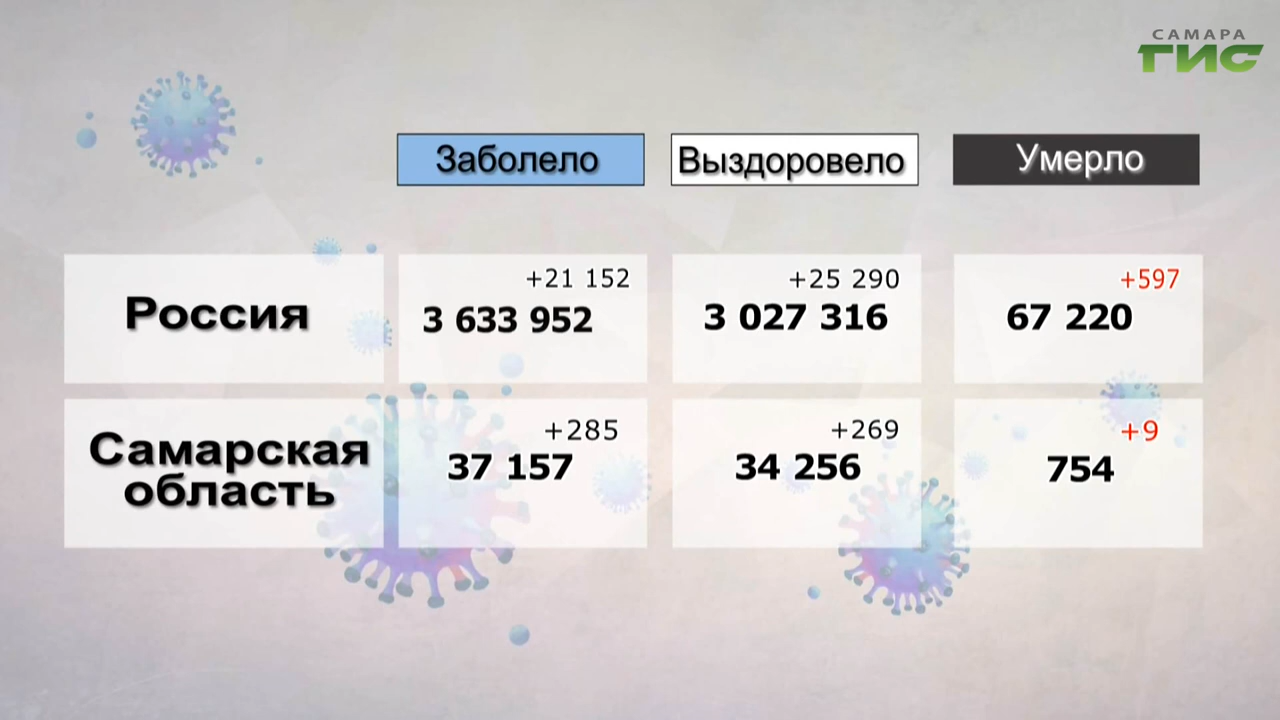 САМАРА
ГИС
Заболело
Выздоровело
Умерло
Россия
+21 152
3 633 952
+25 290
3 027 316
+597
67 220
Самарская
область
+285
37 157
+269
34 256
+9
754